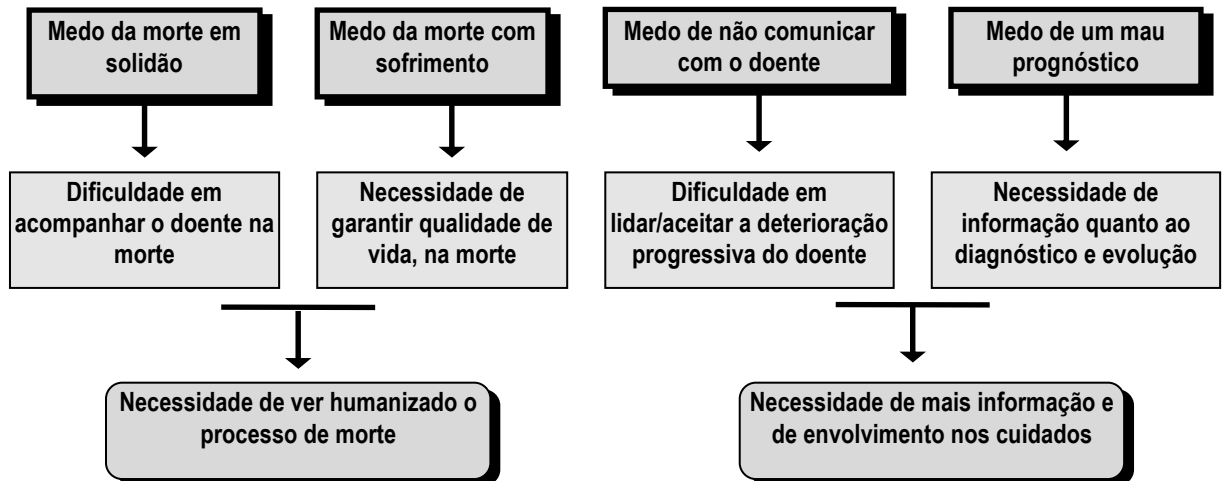 Medo da morte em
solidão
Medo da morte com
sofrimento
Medo de não comunicar
com o doente
Medo de um mau
prognóstico
Dificuldade em
acompanhar o doente na
morte
Necessidade de
garantir qualidade de
vida, na morte
Dificuldade em
lidar/aceitar a deterioração
progressiva do doente
Necessidade de
informação quanto ao
diagnóstico e evolução
Necessidade de ver humanizado o
processo de morte
Necessidade de mais informação e
de envolvimento nos cuidados